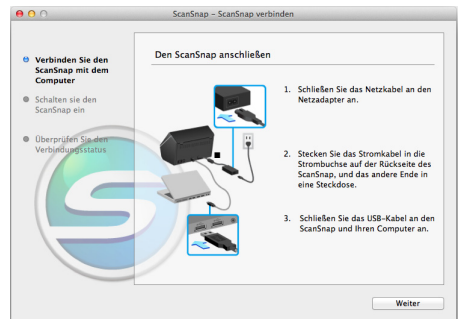 ScanSnap – ScanSnap verbinden
Verbinden Sie den
ScanSnap mit dem
Computer
Schalten sie den
ScanSnap ein
Überprüfen Sie den
Verbindungsstatus
Den ScanSnap anschließen
1. Schließen Sie das Netzkabel an den
Netzadapter an.
2. Stecken Sie das Stromkabel in die
Strombuchse auf der Rückseite des
ScanSnap, und das andere Ende in
eine Steckdose.
3. Schließen Sie das USB-Kabel an den
ScanSnap und Ihren Computer an.
Weiter